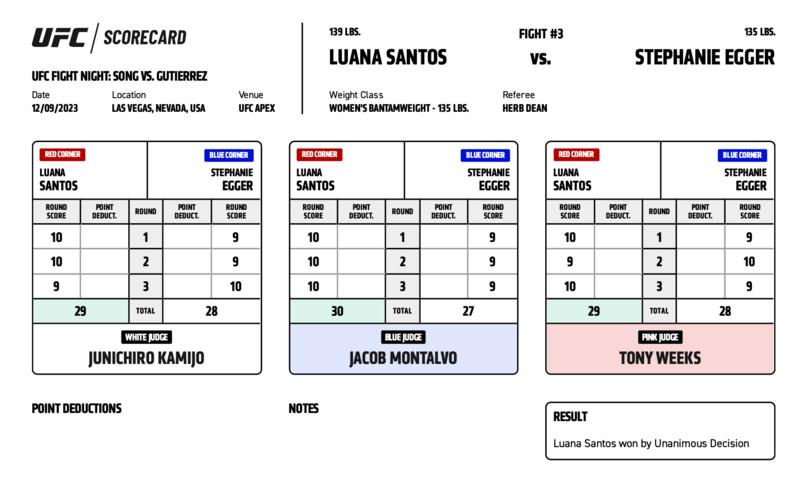 UFC / SCORECARD
UFC FIGHT NIGHT: SONG VS. GUTIERREZ
Date Location Venue
12/09/2023 LAS VEGAS, NEVADA, USA UFC APEX
139 LBS. FIGHT #3 135 LBS.
LUANA SANTOS VS. STEPHANIE EGGER
Weight Class Referee
WOMEN'S BANTAMWEIGHT - 135 LBS. HERB DEAN
RED CORNER BLUE CORNER
LUANA STEPHANIE
SANTOS EGGER
ROUND POINT ROUND POINT ROUND
SCORE DEDUCT. DEDUCT. SCORE
10 1 9
10 2 9
9 3 10
29 TOTAL 28
WHITE JUDGE
JUNICHIRO KAMIJO
RED CORNER BLUE CORNER
LUANA STEPHANIE
SANTOS EGGER
ROUND POINT ROUND POINT ROUND
SCORE DEDUCT. DEDUCT. SCORE
10 1 9
10 2 9
10 3 9
30 TOTAL 27
BLUE JUDGE
JACOB MONTALVO
RED CORNER BLUE CORNER
LUANA STEPHANIE
SANTOS EGGER
ROUND POINT ROUND POINT ROUND
SCORE DEDUCT. DEDUCT. SCORE
10 1 9
9 2 10
10 3 9
29 TOTAL 28
PINK JUDGE
TONY WEEKS
POINT DEDUCTIONS
NOTES
RESULT
Luana Santos won by Unanimous Decision